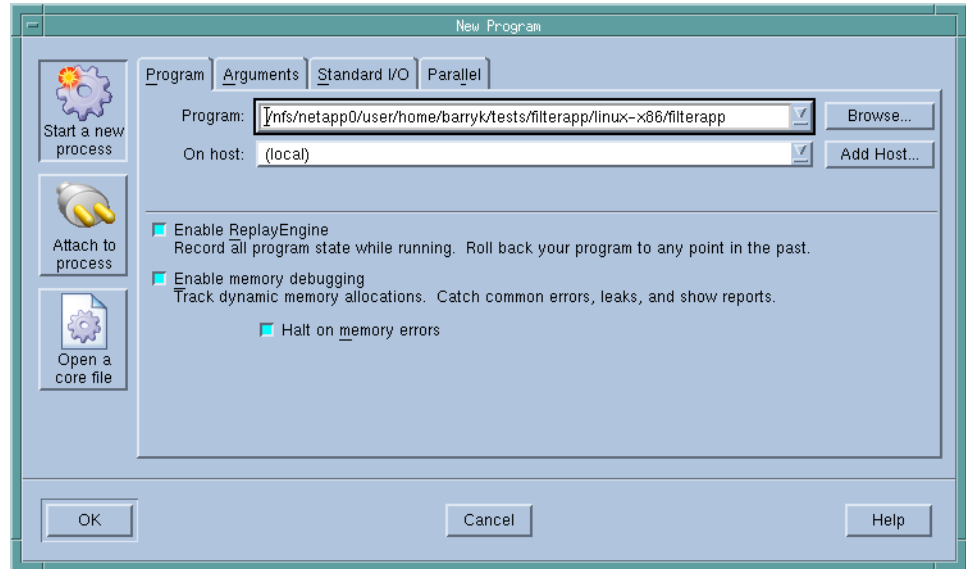 New Program
Start a new
process
Attach to
process
Open a
core file
Program
Arguments
Standard I/O
Parallel
Program:
/nfs/netapp0/user/home/barryk/tests/filterapp/linux-x86/filterapp
Browse...
On host:
(local)
Add Host...
Enable ReplayEngine
Record all program state while running. Roll back your program to any point in the past.
Enable memory debugging
Track dynamic memory allocations. Catch common errors, leaks, and show reports.
Halt on memory errors
OK
Cancel
Help